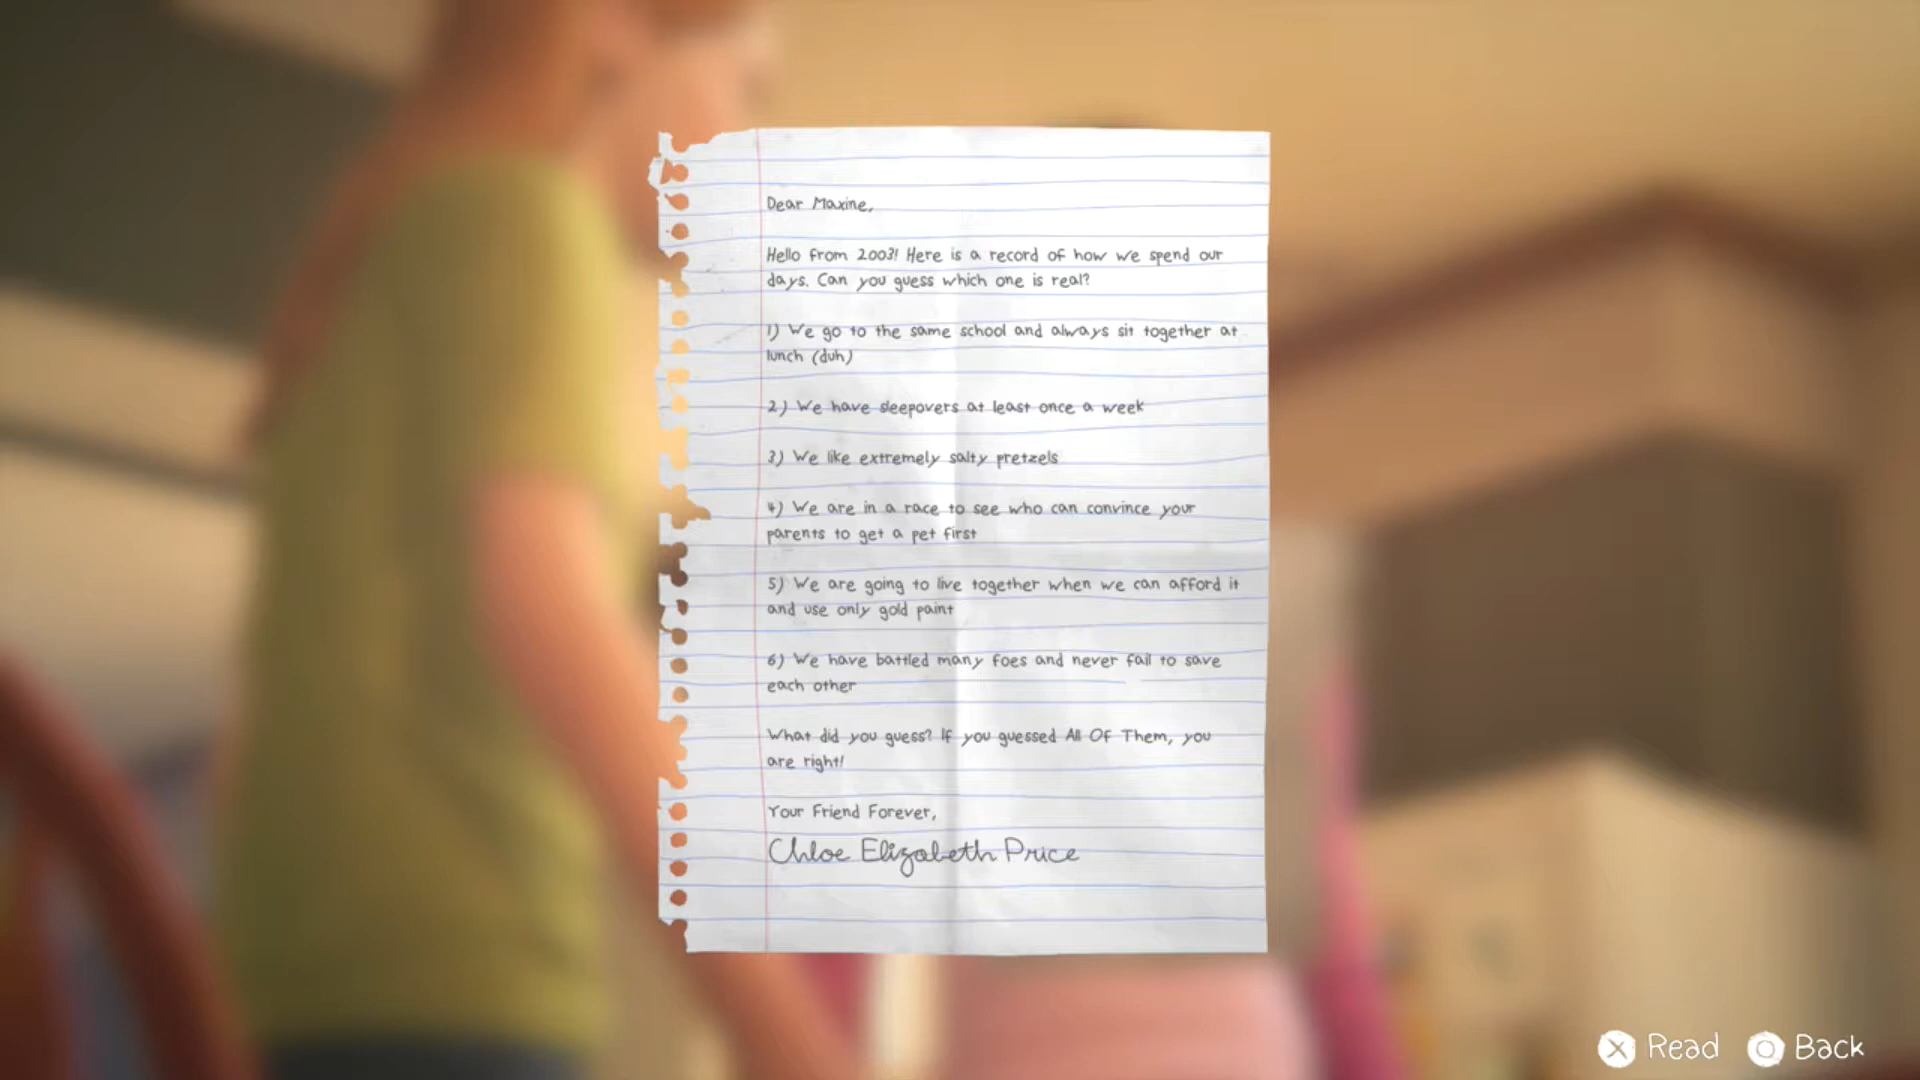 Dear Maxine,
Hello from 2003! Here is a record of how we spend our
days. Can you guess which one is real?
1) We go to the same school and always sit together at
lunch (duh)
2) We have sleepovers at least once a week
3) We like extremely salty pretzels
4) We are in a race to see who can convince your
parents to get a pet first
5) We are going to live together when we can afford it
and use only gold paint
6) We have battled many foes and never fail to save
each other
What did you guess? If you guessed All Of Them, you
are right!
Your Friend Forever,
Chloe Elizabeth Price
Read
Back